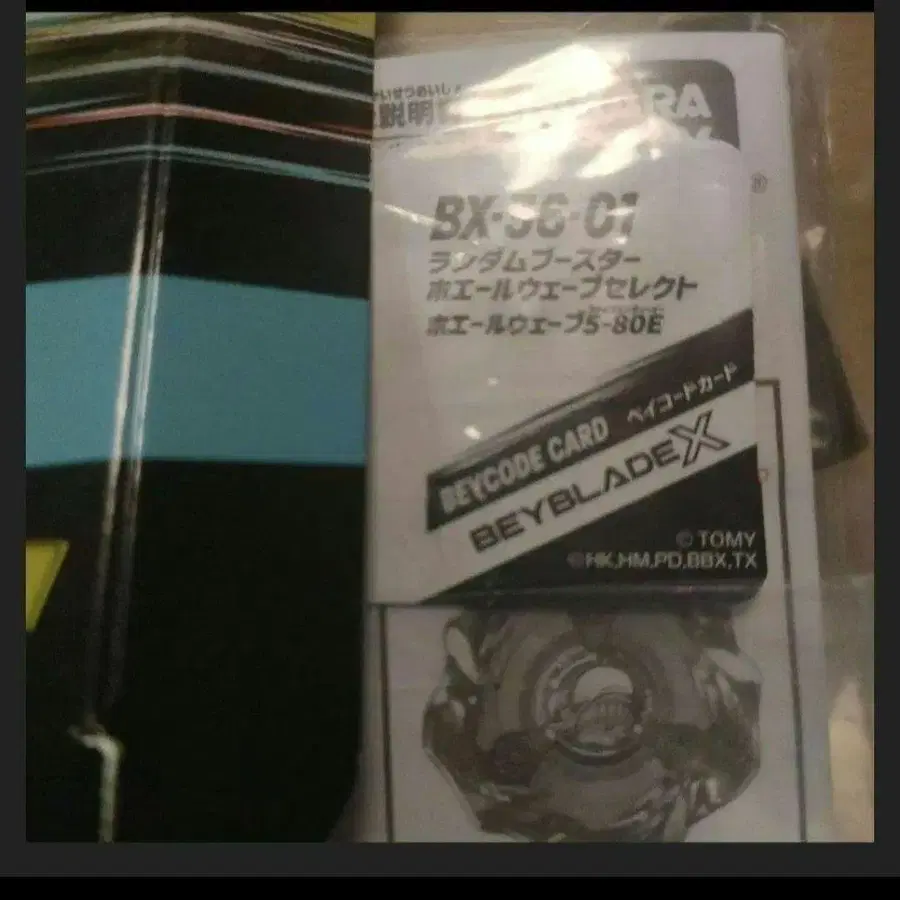 説明
RA
BX-36-01
ランダムブースター
ホエールウェーブセレクト
ホエールウェーブ5-80E
BEYCODE CARD ベイコードカード
BEYBLADE X
© TOMY
©HK,HM,PD,BBX,TX